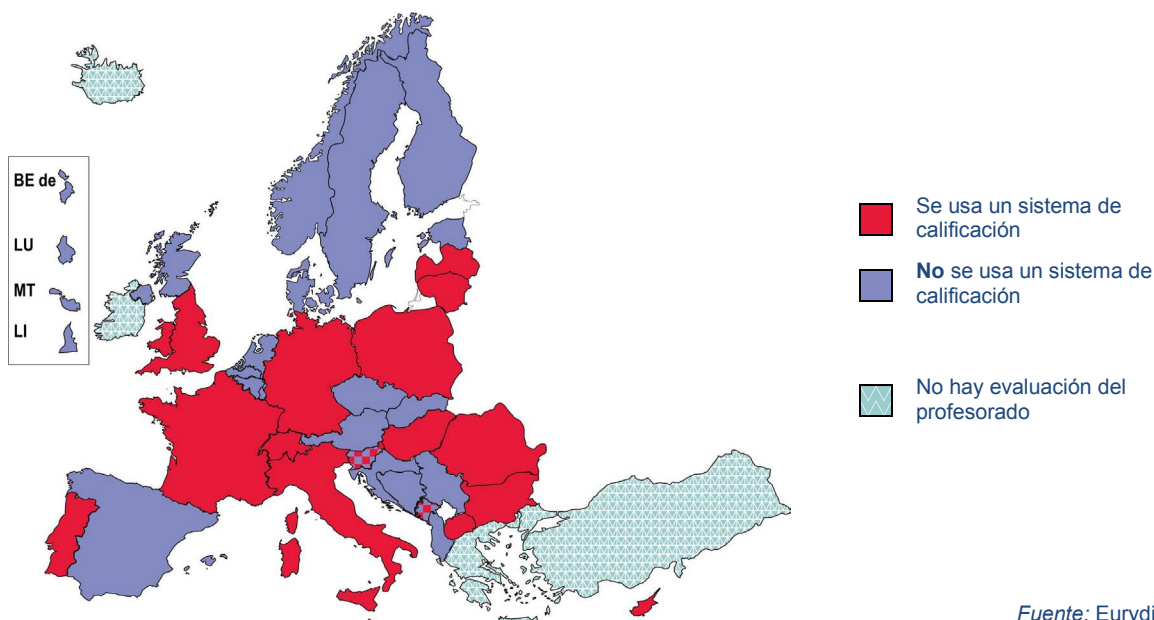 BE de
LU
MT
LI
Se usa un sistema de
calificación
No se usa un sistema de
calificación
No hay evaluación del
profesorado
Fuente: Eurydi